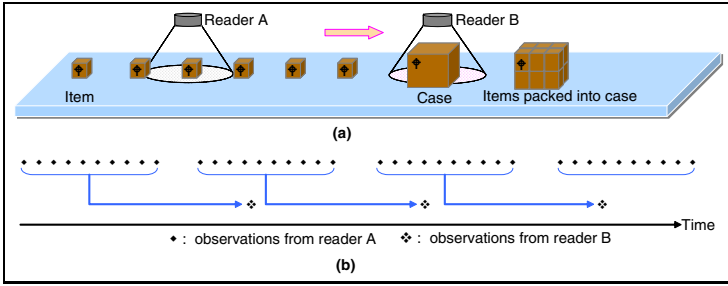 Reader A
Reader B
Item
Case
Items packed into case
(a)
Time
: observations from reader A
: observations from reader B
(b)